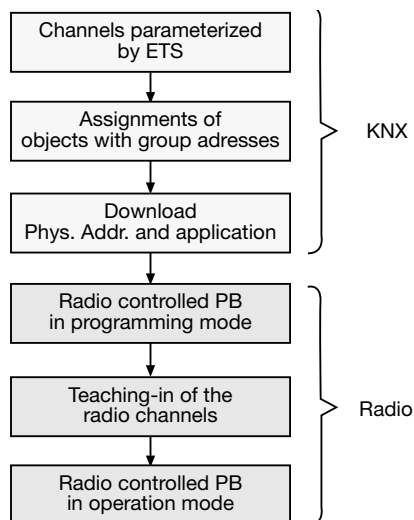 Channels parameterized
by ETS
Assignments of
objects with group adresses
KNX
Download
Phys. Addr. and application
Radio controlled PB
in programming mode
Teaching-in of the
radio channels
Radio
Radio controlled PB
in operation mode